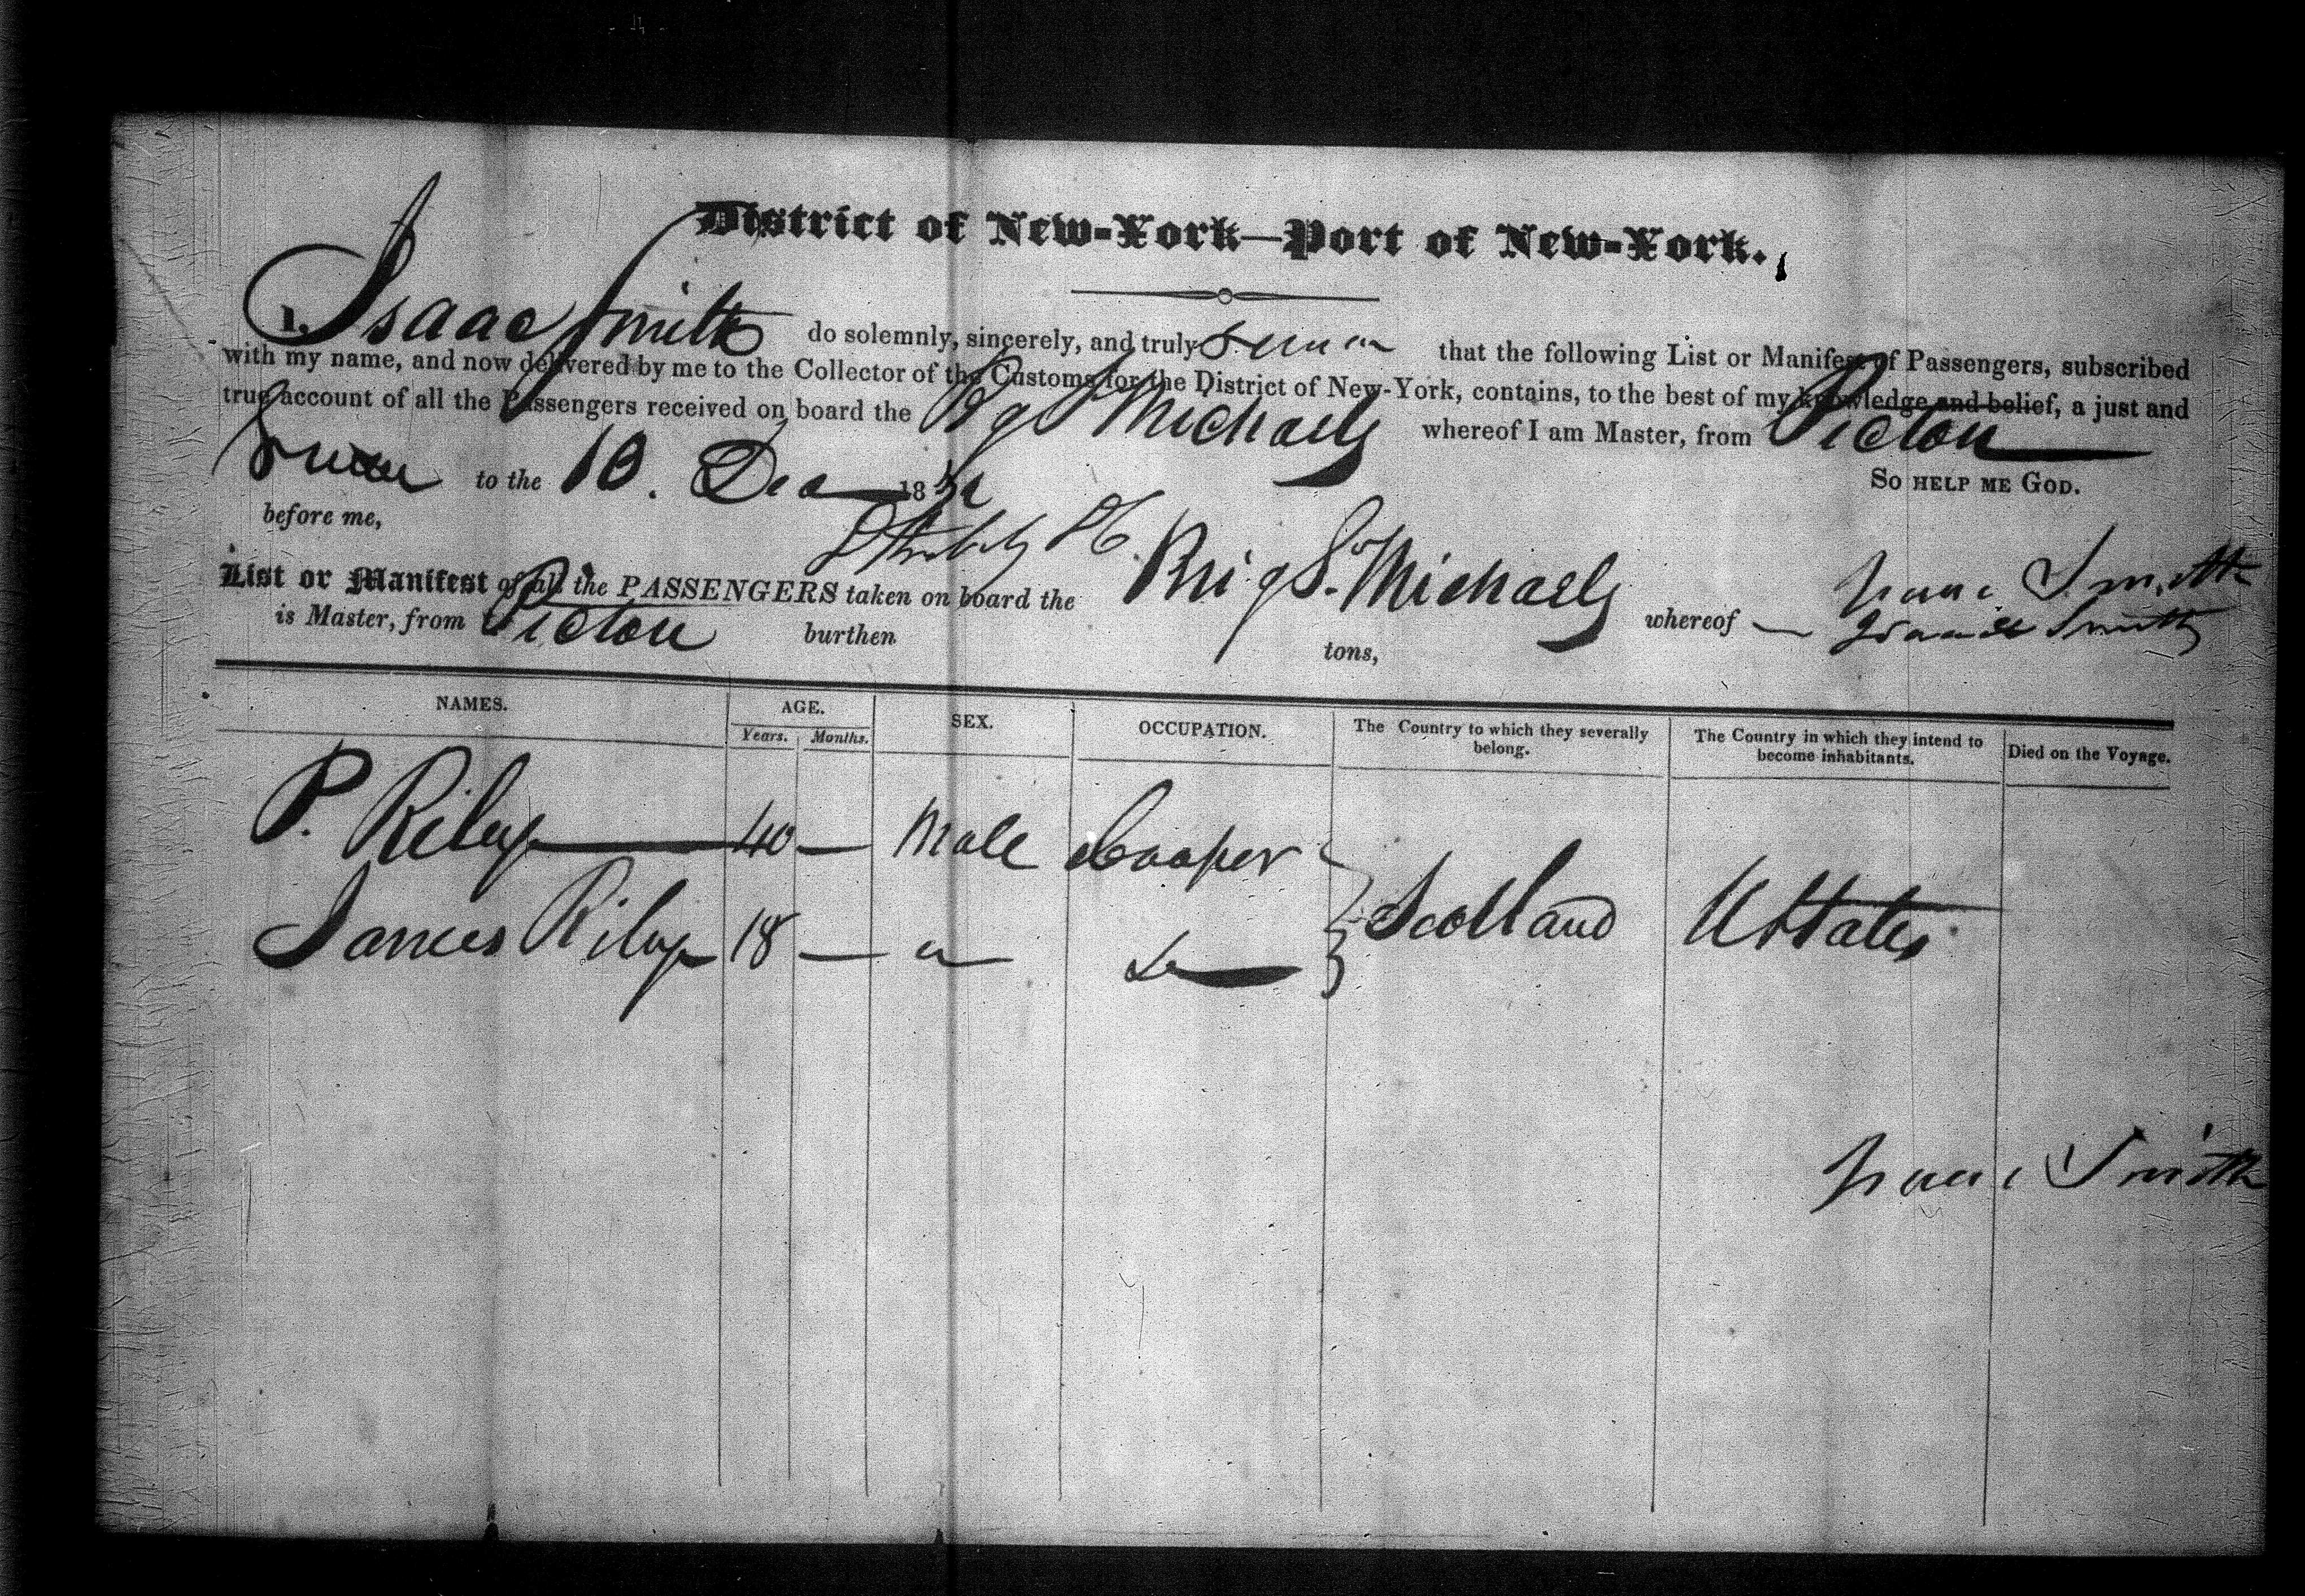 District of New-York—Port of New-York.
I, Isaac Smith do solemnly, sincerely, and truly swear that the following List or Manifest of Passengers, subscribed
with my name, and now delivered by me to the Collector of the Customs for the District of New-York, contains, to the best of my knowledge and belief, a just and
true account of all the Passengers received on board the Brig St Michaels whereof I am Master, from Pictou
Sworn to the 10. Dec 18
So HELP ME GOD.
before me,
Isaac Smith
List or Manifest of all the PASSENGERS taken on board the Brig St. Michaels whereof — Isaac Smith
is Master, from Pictou burthen tons,
NAMES. AGE. SEX. OCCUPATION. The Country to which they severally belong. The Country in which they intend to become inhabitants. Died on the Voyage.
Years. Months.
P. Riley 40 — Male Cooper
James Riley 18 — " Do Scotland U States
Isaac Smith